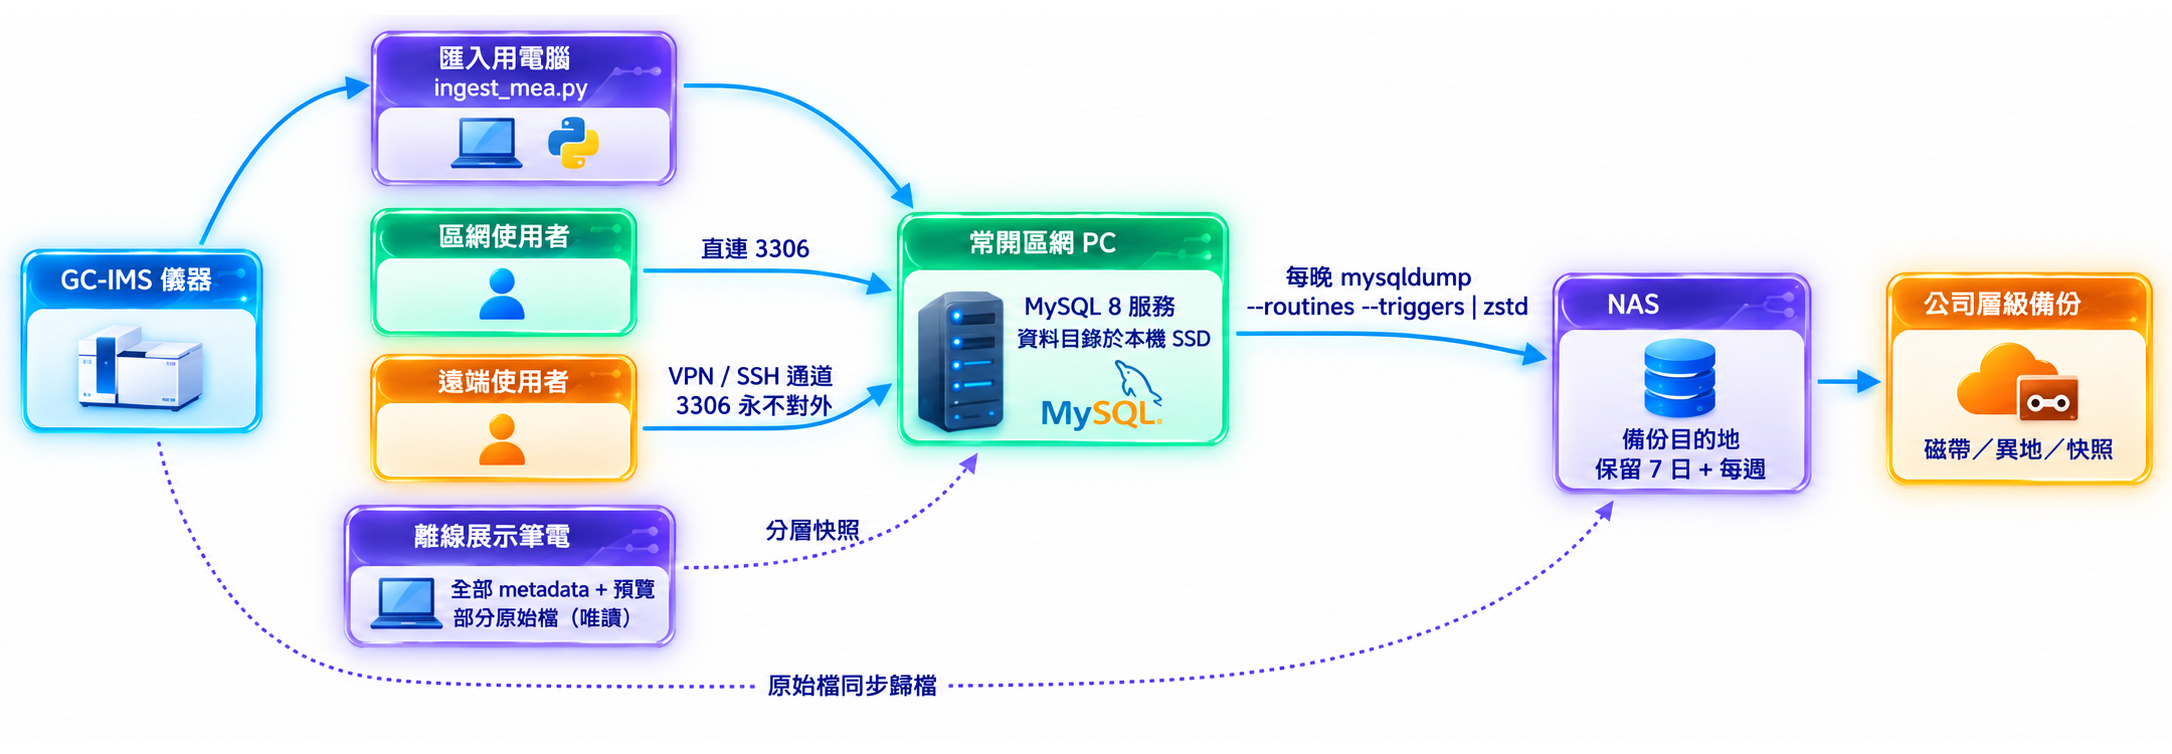 匯入用電腦
ingest_mea.py
區網使用者
直連 3306
常開區網 PC
GC-IMS 儀器
MySQL 8 服務
資料目錄於本機 SSD
MySQL
每晚 mysqldump
--routines --triggers | zstd
NAS
備份目的地
保留 7 日 + 每週
公司層級備份
磁帶／異地／快照
遠端使用者
VPN / SSH 通道
3306 永不對外
離線展示筆電
全部 metadata + 預覽
部分原始檔（唯讀）
分層快照
原始檔同步歸檔